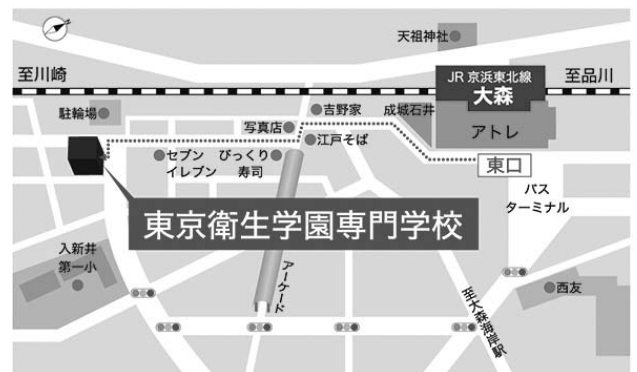 天祖神社
至川崎
JR 京浜東北線
大森
至品川
駐輪場
吉野家
成城石井
写真店
江戸そば
アトレ
セブン
イレブン
びっくり
寿司
東口
バス
ターミナル
東京衛生学園専門学校
入新井
第一小
アーケード
西友
至大森海岸駅